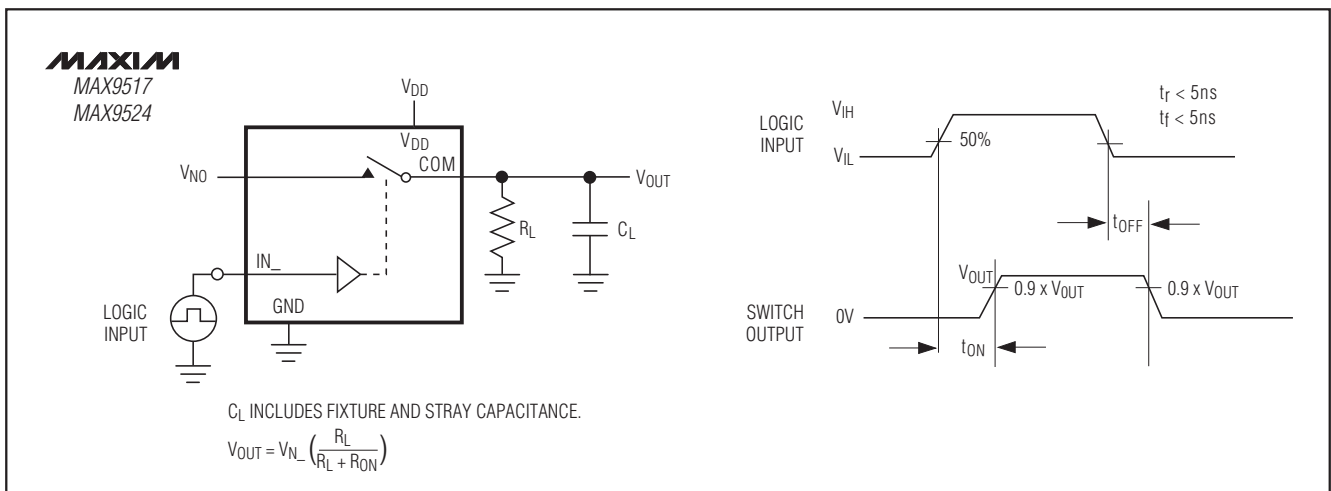 MAXIM
MAX9517
MAX9524
VDD
VDD
COM
VNO
VOUT
RL
CL
IN_
GND
LOGIC
INPUT
CL INCLUDES FIXTURE AND STRAY CAPACITANCE.
VOUT = VN_ (RL / RL + RON)
LOGIC
INPUT
VIH
VIL
50%
tr < 5ns
tf < 5ns
tOFF
SWITCH
OUTPUT
VOUT
0V
0.9 x VOUT
0.9 x VOUT
tON